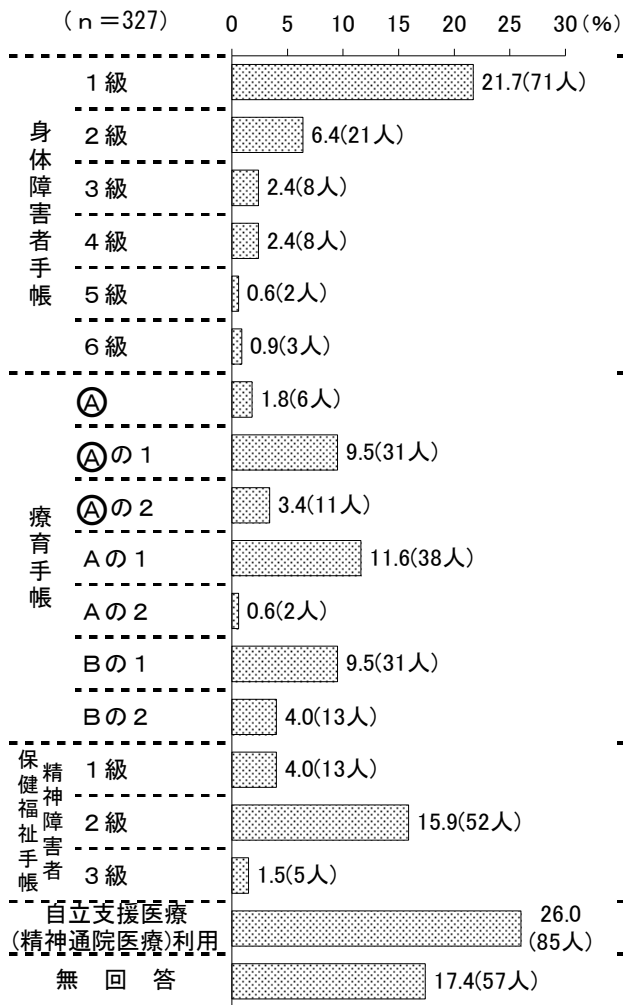 (n=327) 0 5 10 15 20 25 30(%)
身体障害者手帳
1級 21.7(71人)
2級 6.4(21人)
3級 2.4(8人)
4級 2.4(8人)
5級 0.6(2人)
6級 0.9(3人)
療育手帳
Ⓐ 1.8(6人)
Ⓐの1 9.5(31人)
Ⓐの2 3.4(11人)
Aの1 11.6(38人)
Aの2 0.6(2人)
Bの1 9.5(31人)
Bの2 4.0(13人)
精神障害者
保健福祉手帳
1級 4.0(13人)
2級 15.9(52人)
3級 1.5(5人)
自立支援医療 26.0
(精神通院医療)利用 (85人)
無回答 17.4(57人)